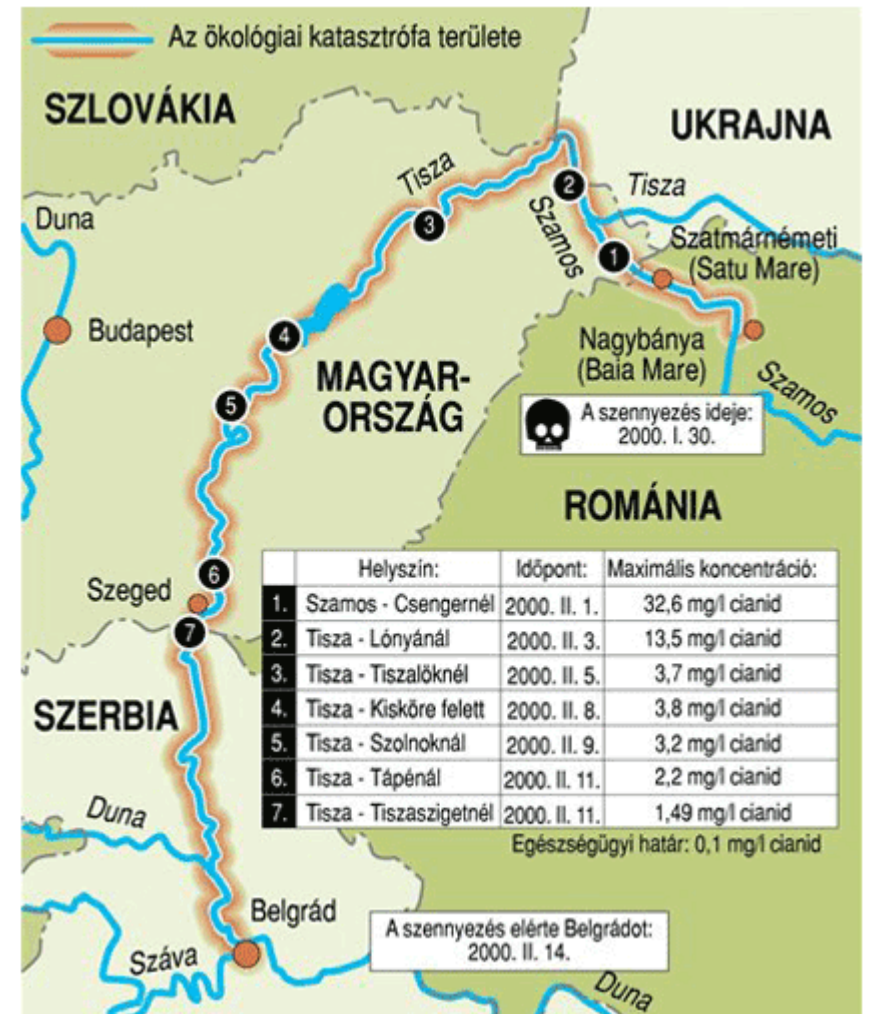 Az ökológiai katasztrófa területe
SZLOVÁKIA
UKRAJNA
Tisza
Tisza
Duna
Szamos
Szatmárnémeti
(Satu Mare)
Budapest
Nagybánya
(Baia Mare)
MAGYAR-
ORSZÁG
Szamos
A szennyezés ideje:
2000. I. 30.
ROMÁNIA
Szeged
Helyszín: Időpont: Maximális koncentráció:
1. Szamos - Csengernél 2000. II. 1. 32,6 mg/l cianid
2. Tisza - Lónyánál 2000. II. 3. 13,5 mg/l cianid
3. Tisza - Tiszalöknél 2000. II. 5. 3,7 mg/l cianid
4. Tisza - Kisköre felett 2000. II. 8. 3,8 mg/l cianid
5. Tisza - Szolnoknál 2000. II. 9. 3,2 mg/l cianid
6. Tisza - Tápénál 2000. II. 11. 2,2 mg/l cianid
7. Tisza - Tiszaszigetnél 2000. II. 11. 1,49 mg/l cianid
Egészségügyi határ: 0,1 mg/l cianid
SZERBIA
Duna
Belgrád
A szennyezés elérte Belgrádot:
2000. II. 14.
Száva
Duna
1
2
3
4
5
6
7